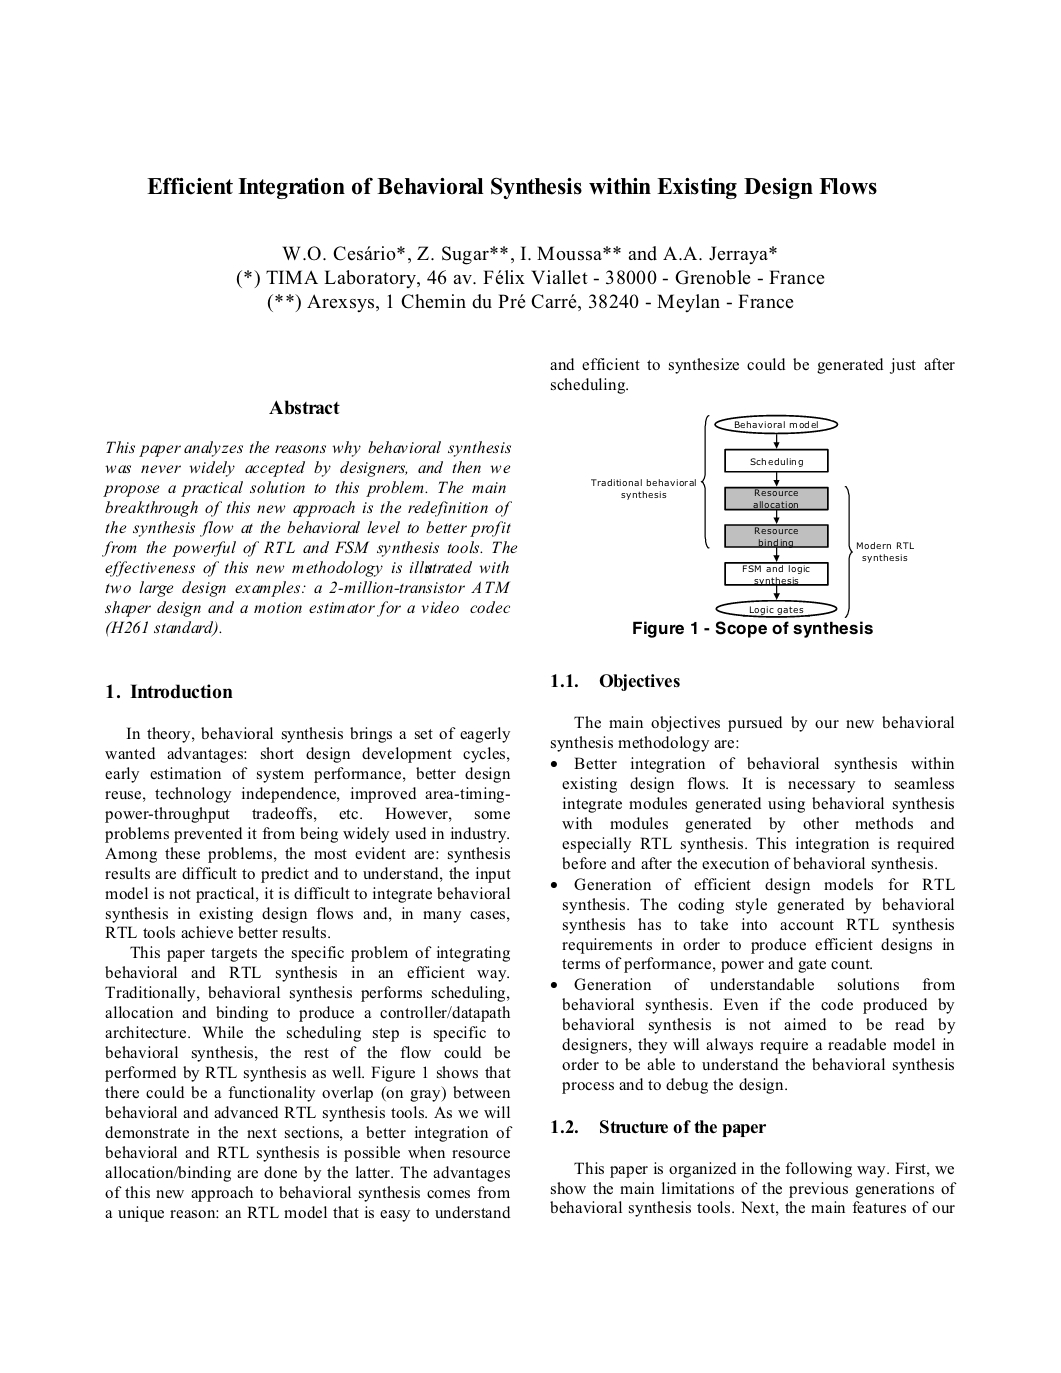 Efficient Integration of Behavioral Synthesis within Existing Design Flows
W.O. Cesário*, Z. Sugar**, I. Moussa** and A.A. Jerraya*
(*) TIMA Laboratory, 46 av. Félix Viallet - 38000 - Grenoble - France
(**) Arexsys, 1 Chemin du Pré Carré, 38240 - Meylan - France
Abstract
This paper analyzes the reasons why behavioral synthesis
was never widely accepted by designers, and then we
propose a practical solution to this problem. The main
breakthrough of this new approach is the redefinition of
the synthesis flow at the behavioral level to better profit
from the powerful of RTL and FSM synthesis tools. The
effectiveness of this new methodology is illustrated with
two large design examples: a 2-million-transistor ATM
shaper design and a motion estimator for a video codec
(H261 standard).
1. Introduction
In theory, behavioral synthesis brings a set of eagerly
wanted advantages: short design development cycles,
early estimation of system performance, better design
reuse, technology independence, improved area-timing-
power-throughput tradeoffs, etc. However, some
problems prevented it from being widely used in industry.
Among these problems, the most evident are: synthesis
results are difficult to predict and to understand, the input
model is not practical, it is difficult to integrate behavioral
synthesis in existing design flows and, in many cases,
RTL tools achieve better results.
This paper targets the specific problem of integrating
behavioral and RTL synthesis in an efficient way.
Traditionally, behavioral synthesis performs scheduling,
allocation and binding to produce a controller/datapath
architecture. While the scheduling step is specific to
behavioral synthesis, the rest of the flow could be
performed by RTL synthesis as well. Figure 1 shows that
there could be a functionality overlap (on gray) between
behavioral and advanced RTL synthesis tools. As we will
demonstrate in the next sections, a better integration of
behavioral and RTL synthesis is possible when resource
allocation/binding are done by the latter. The advantages
of this new approach to behavioral synthesis comes from
a unique reason: an RTL model that is easy to understand
and efficient to synthesize could be generated just after
scheduling.
Behavioral model
Scheduling
Traditional behavioral
synthesis
Resource
allocation
Resource
binding
Modern RTL
synthesis
FSM and logic
synthesis
Logic gates
Figure 1 - Scope of synthesis
1.1. Objectives
The main objectives pursued by our new behavioral
synthesis methodology are:
• Better integration of behavioral synthesis within
existing design flows. It is necessary to seamless
integrate modules generated using behavioral synthesis
with modules generated by other methods and
especially RTL synthesis. This integration is required
before and after the execution of behavioral synthesis.
• Generation of efficient design models for RTL
synthesis. The coding style generated by behavioral
synthesis has to take into account RTL synthesis
requirements in order to produce efficient designs in
terms of performance, power and gate count.
• Generation of understandable solutions from
behavioral synthesis. Even if the code produced by
behavioral synthesis is not aimed to be read by
designers, they will always require a readable model in
order to be able to understand the behavioral synthesis
process and to debug the design.
1.2. Structure of the paper
This paper is organized in the following way. First, we
show the main limitations of the previous generations of
behavioral synthesis tools. Next, the main features of our